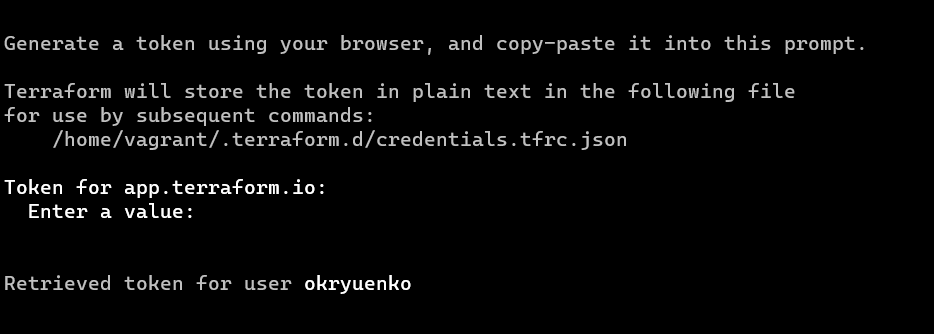 Generate a token using your browser, and copy-paste it into this prompt.
Terraform will store the token in plain text in the following file
for use by subsequent commands:
/home/vagrant/.terraform.d/credentials.tfrc.json
Token for app.terraform.io:
Enter a value:
Retrieved token for user okryuenko